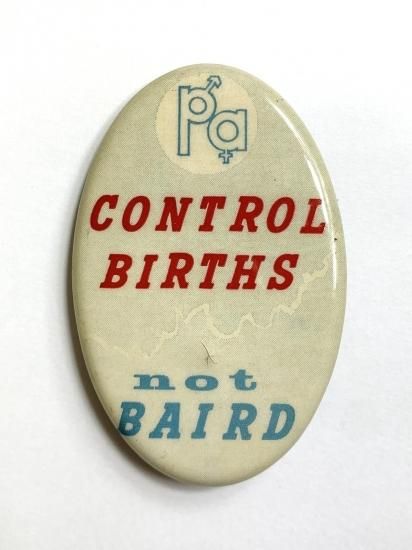 pa
CONTROL
BIRTHS
not
BAIRD